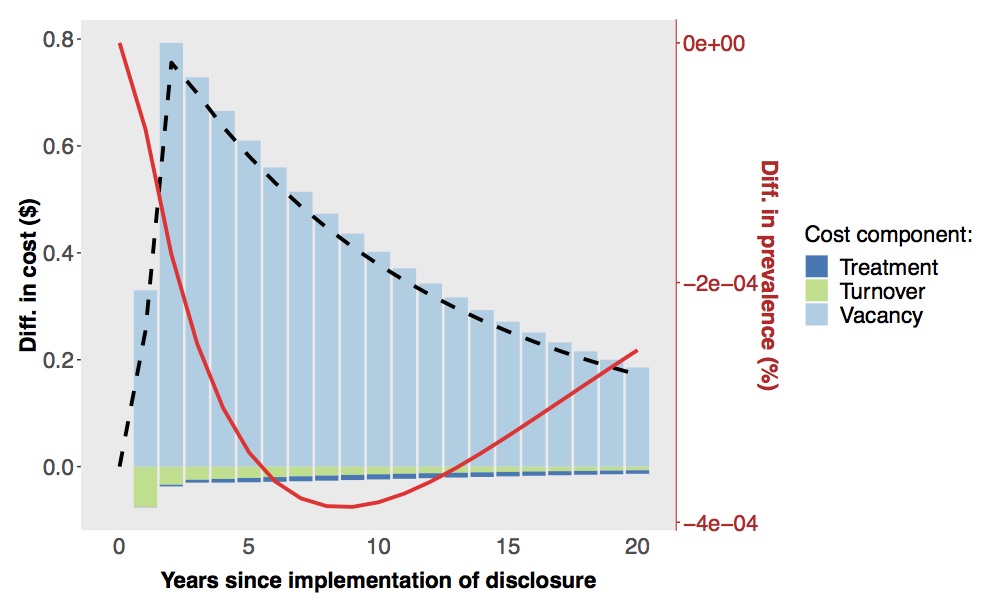 0.8
0.6
0.4
0.2
0.0
Diff. in cost ($)
0 5 10 15 20
Years since implementation of disclosure
0e+00
−2e−04
−4e−04
Diff. in prevalence (%)
Cost component:
Treatment
Turnover
Vacancy